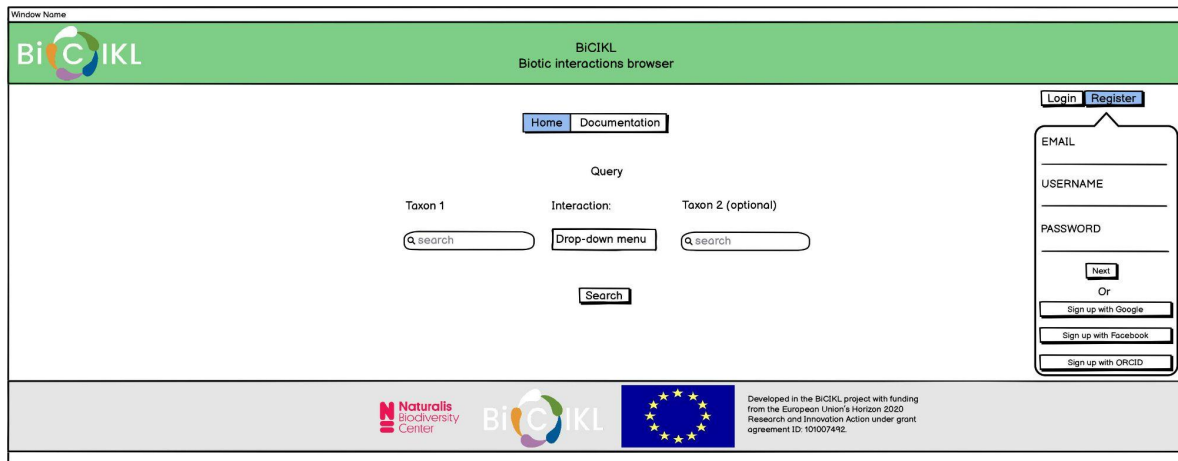 Window Name
BiCIKL
BiCIKL
Biotic interactions browser
Login Register
Home Documentation
EMAIL
USERNAME
PASSWORD
Next
Or
Sign up with Google
Sign up with Facebook
Sign up with ORCID
Query
Taxon 1 Interaction: Taxon 2 (optional)
search Drop-down menu search
Search
Naturalis
Biodiversity
Center
BiCIKL
Developed in the BiCIKL project with funding
from the European Union's Horizon 2020
Research and Innovation Action under grant
agreement ID: 101007492.